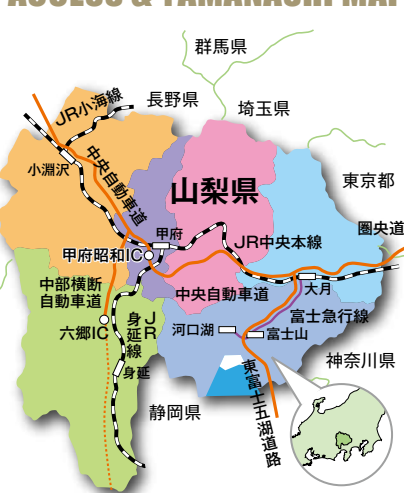 ACCESS & YAMANASHI MAP
群馬県
長野県
埼玉県
JR小海線
小淵沢
中央自動車道
山梨県
東京都
甲府
圏央道
甲府昭和IC
JR中央本線
中部横断
自動車道
中央自動車道
大月
六郷IC
JR
身延線
河口湖
富士急行線
富士山
身延
東富士五湖道路
神奈川県
静岡県